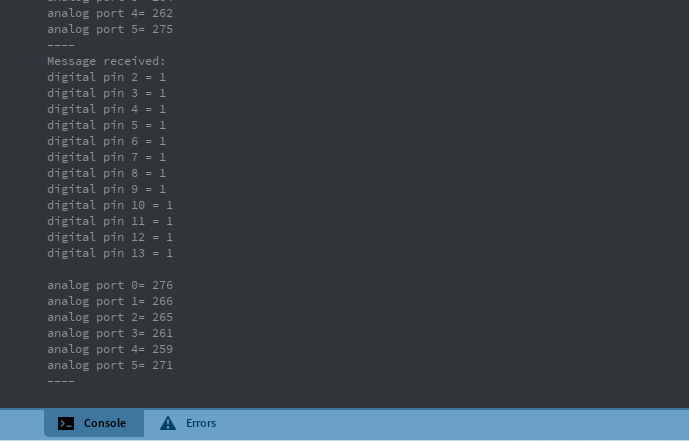 analog port 4= 262
analog port 5= 275
----
Message received:
digital pin 2 = 1
digital pin 3 = 1
digital pin 4 = 1
digital pin 5 = 1
digital pin 6 = 1
digital pin 7 = 1
digital pin 8 = 1
digital pin 9 = 1
digital pin 10 = 1
digital pin 11 = 1
digital pin 12 = 1
digital pin 13 = 1
analog port 0= 276
analog port 1= 266
analog port 2= 265
analog port 3= 261
analog port 4= 259
analog port 5= 271
----
Console
Errors